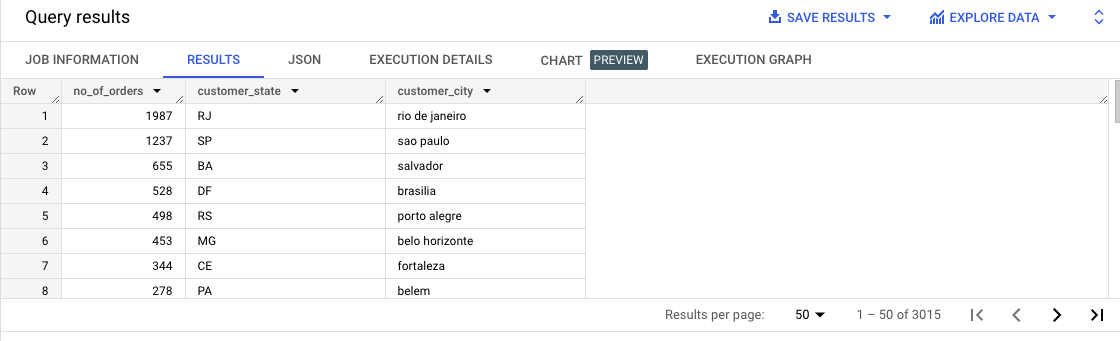 Query results SAVE RESULTS EXPLORE DATA
JOB INFORMATION RESULTS JSON EXECUTION DETAILS CHART PREVIEW EXECUTION GRAPH
Row no_of_orders customer_state customer_city
1 1987 RJ rio de janeiro
2 1237 SP sao paulo
3 655 BA salvador
4 528 DF brasilia
5 498 RS porto alegre
6 453 MG belo horizonte
7 344 CE fortaleza
8 278 PA belem
Results per page: 50 1 – 50 of 3015